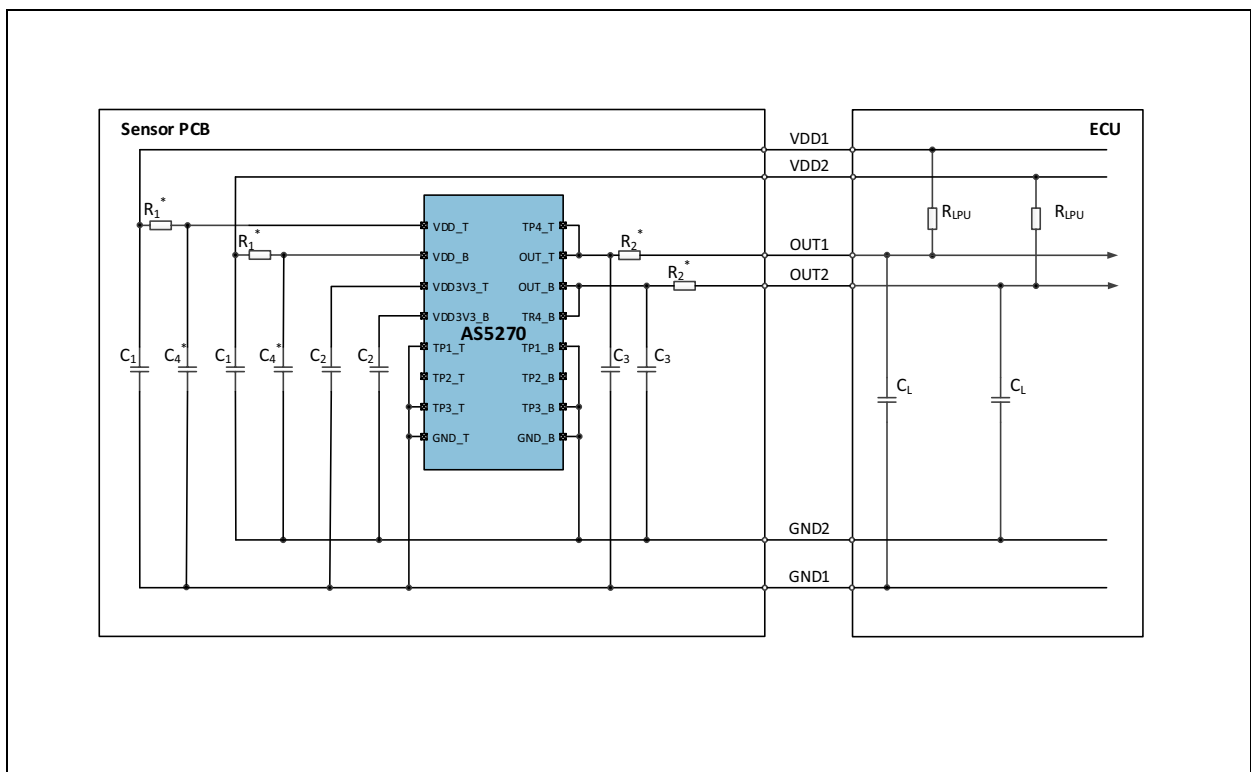 Sensor PCB
ECU
VDD1
VDD2
R1*
R1*
VDD_T
VDD_B
VDD3V3_T
VDD3V3_B
TP1_T
TP2_T
TP3_T
GND_T
AS5270
TP4_T
OUT_T
OUT_B
TR4_B
TP1_B
TP2_B
TP3_B
GND_B
R2*
R2*
OUT1
OUT2
RLPU
RLPU
C1
C4*
C1
C4*
C2
C2
C3
C3
CL
CL
GND2
GND1